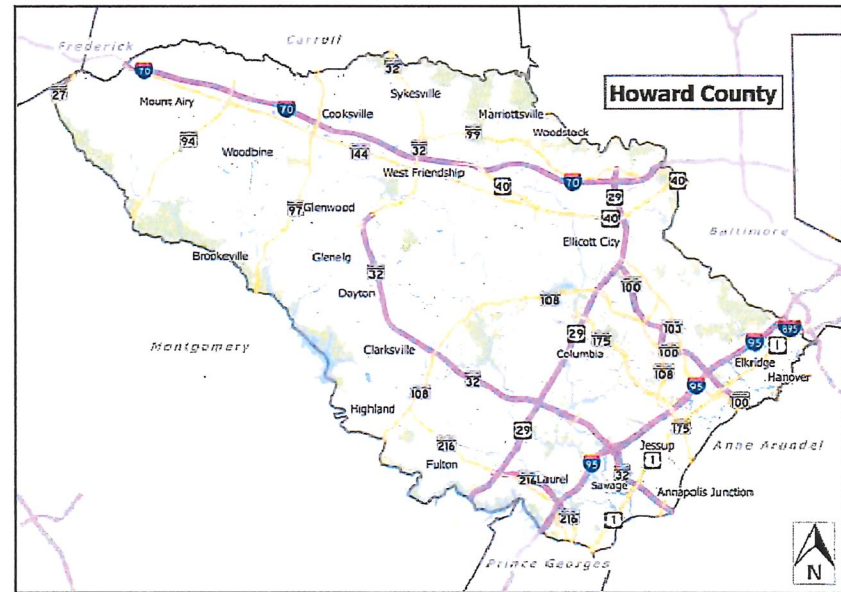 Frederick
Carroll
70
32
27
Mount Airy
70
Cooksville
Sykesville
Marriottsville
Howard County
99
Woodstock
94
Woodbine
144
32
West Friendship
40
70
29
40
40
97
Glenwood
Ellicott City
Baltimore
Brookeville
Glenelg
32
Dayton
100
108
Montgomery
29
175
103
95
895
1
Clarksville
Columbia
100
Elkridge
32
108
95
Hanover
108
100
Highland
29
175
216
Jessup
Anne Arundel
Fulton
95
1
216
Laurel
Savage
32
Annapolis Junction
216
1
Prince Georges
N